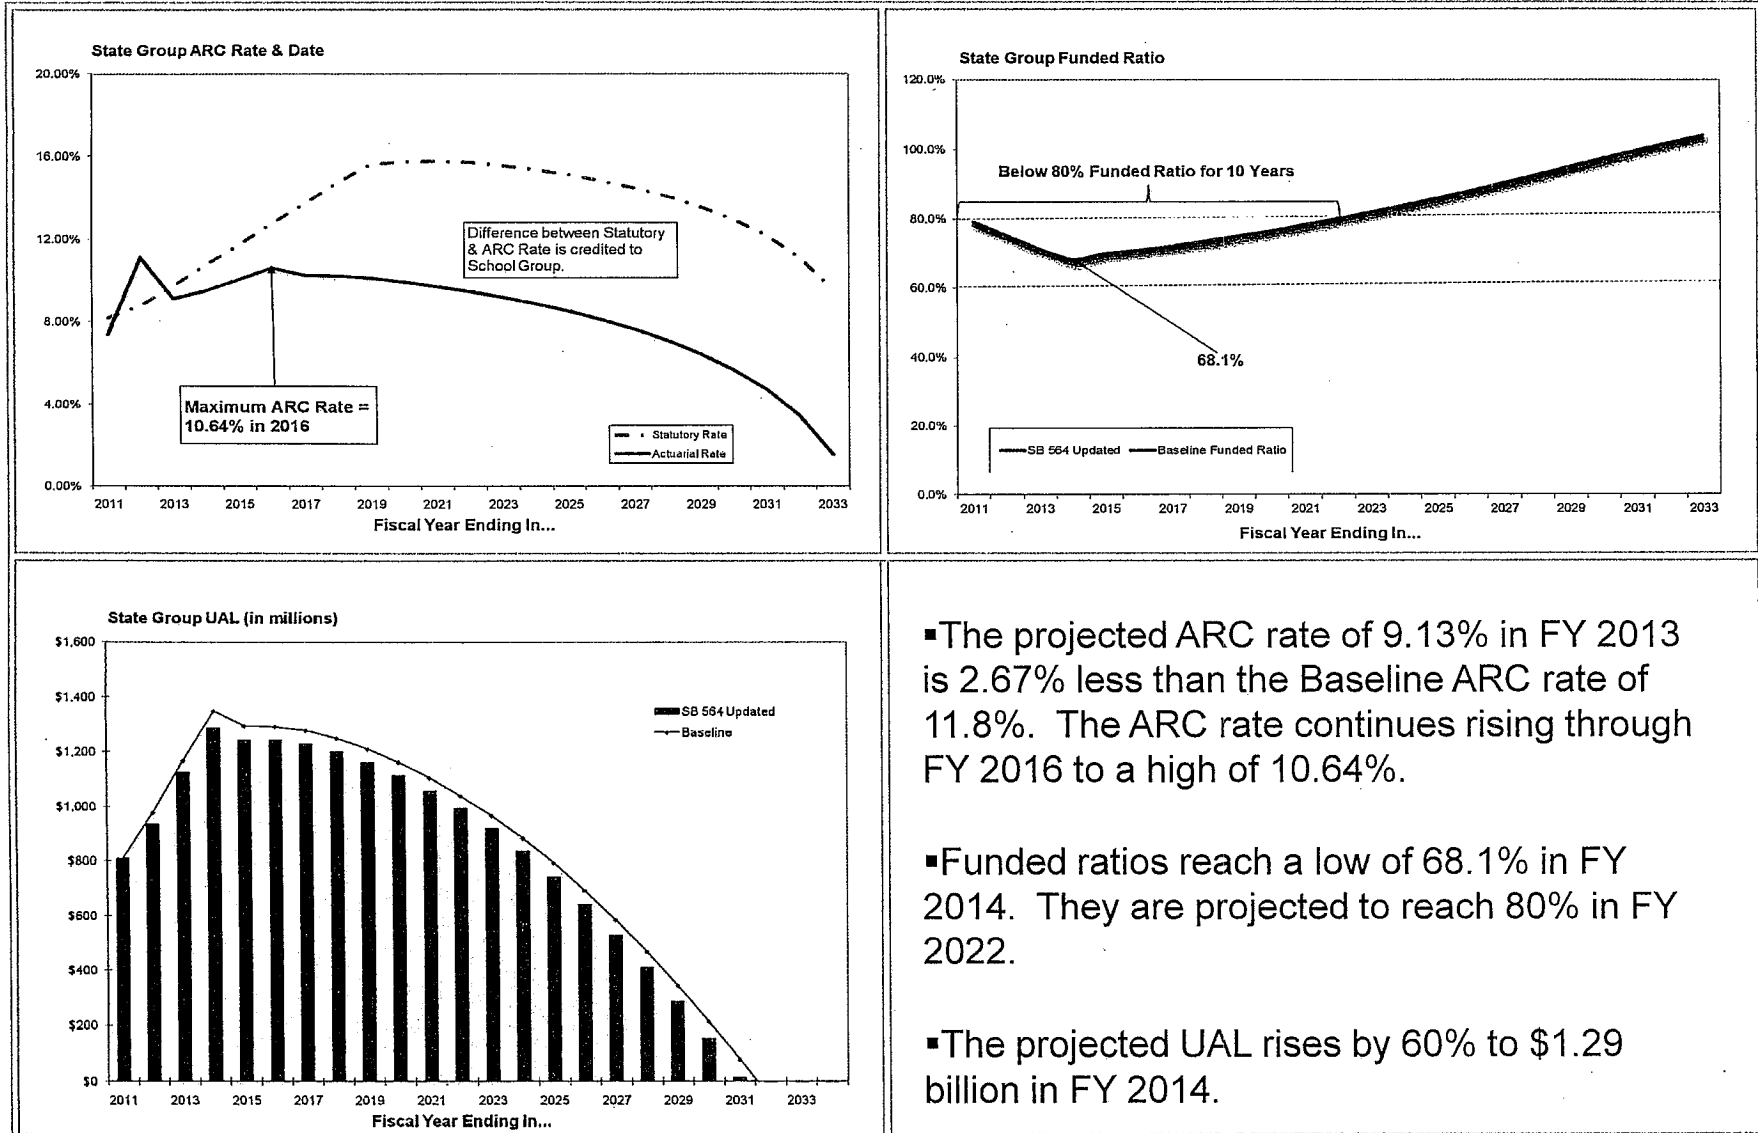 State Group ARC Rate & Date
20.00%
16.00%
12.00%
8.00%
4.00%
0.00%
Difference between Statutory
& ARC Rate is credited to
School Group.
Maximum ARC Rate =
10.64% in 2016
Statutory Rate
Actuarial Rate
2011 2013 2015 2017 2019 2021 2023 2025 2027 2029 2031 2033
Fiscal Year Ending In...
State Group Funded Ratio
120.0%
100.0%
80.0%
60.0%
40.0%
20.0%
0.0%
Below 80% Funded Ratio for 10 Years
68.1%
SB 564 Updated Baseline Funded Ratio
2011 2013 2015 2017 2019 2021 2023 2025 2027 2029 2031 2033
Fiscal Year Ending In...
State Group UAL (in millions)
$1,600
$1,400
$1,200
$1,000
$800
$600
$400
$200
$0
SB 564 Updated
Baseline
2011 2013 2015 2017 2019 2021 2023 2025 2027 2029 2031 2033
Fiscal Year Ending In...
▪The projected ARC rate of 9.13% in FY 2013
is 2.67% less than the Baseline ARC rate of
11.8%. The ARC rate continues rising through
FY 2016 to a high of 10.64%.
▪Funded ratios reach a low of 68.1% in FY
2014. They are projected to reach 80% in FY
2022.
▪The projected UAL rises by 60% to $1.29
billion in FY 2014.